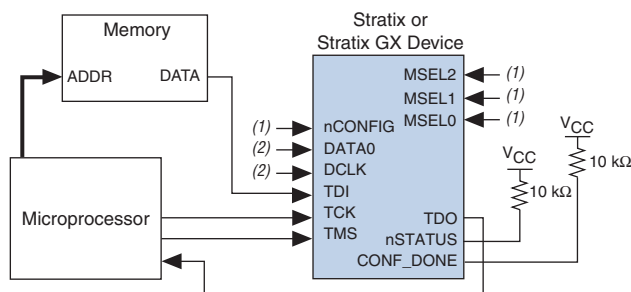 Memory
ADDR
DATA
Microprocessor
Stratix or
Stratix GX Device
MSEL2
(1)
MSEL1
(1)
MSEL0
(1)
(1)
nCONFIG
(2)
DATA0
(2)
DCLK
TDI
TCK
TMS
TDO
nSTATUS
CONF_DONE
VCC
10 kΩ
VCC
10 kΩ